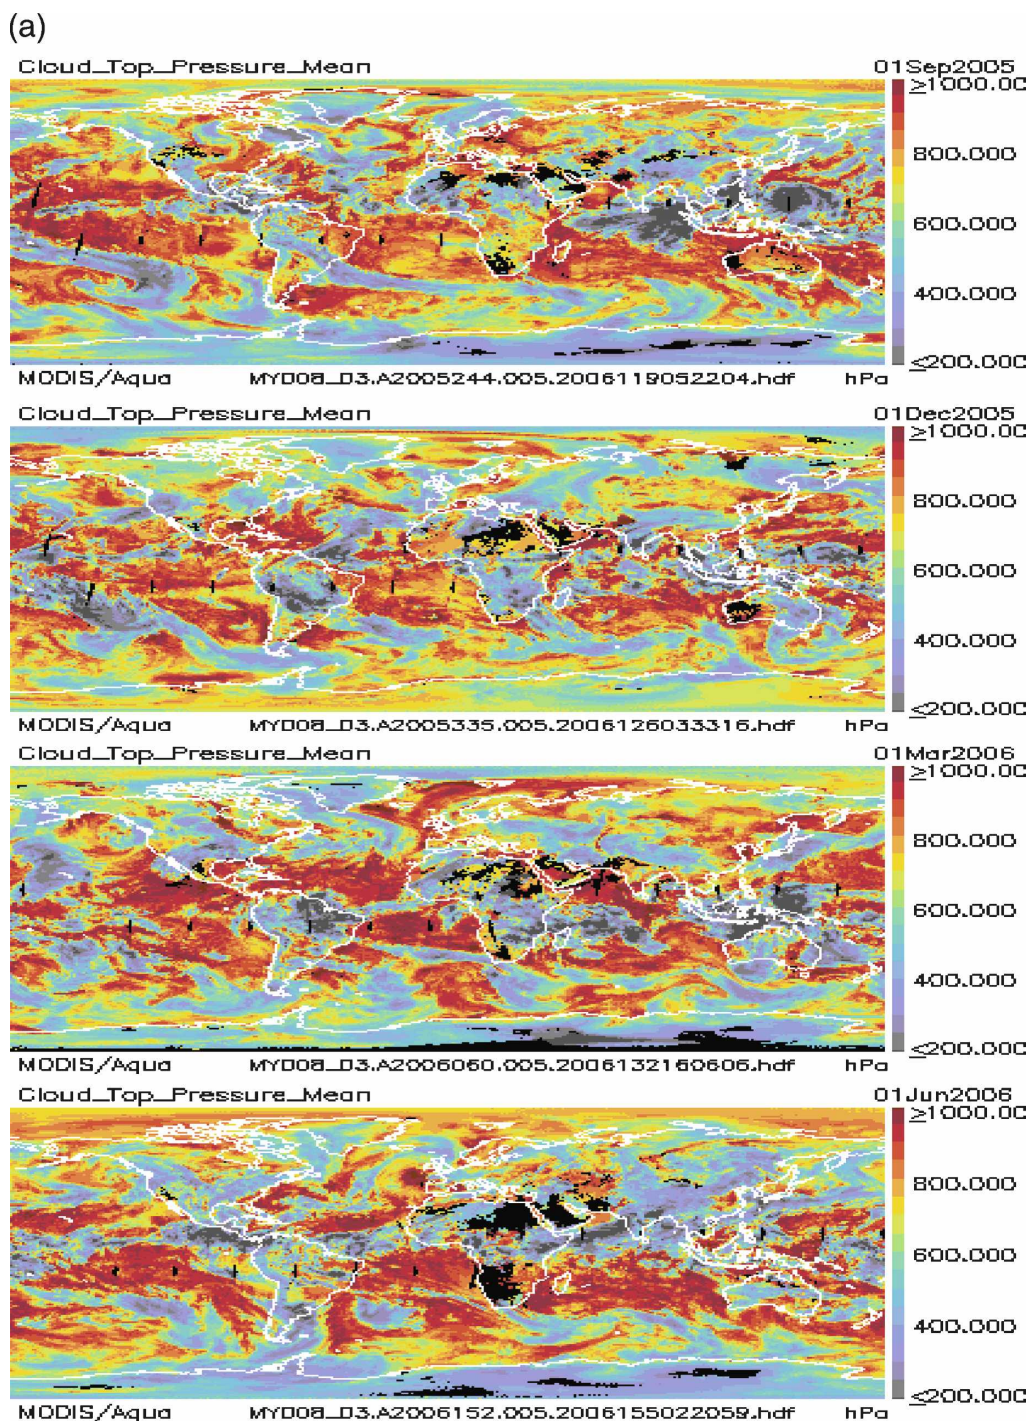 (a)
Cloud_Top_Pressure_Mean 01Sep2005
≥1000.00
800.000
600.000
400.000
≤200.000
MODIS/Aqua MYD08_D3.A2005244.005.2006119052204.hdf hPa
Cloud_Top_Pressure_Mean 01Dec2005
≥1000.00
800.000
600.000
400.000
≤200.000
MODIS/Aqua MYD08_D3.A2005335.005.2006126033316.hdf hPa
Cloud_Top_Pressure_Mean 01Mar2006
≥1000.00
800.000
600.000
400.000
≤200.000
MODIS/Aqua MYD08_D3.A2006060.005.2006132160606.hdf hPa
Cloud_Top_Pressure_Mean 01Jun2006
≥1000.00
800.000
600.000
400.000
≤200.000
MODIS/Aqua MYD08_D3.A2006152.005.2006155022059.hdf hPa